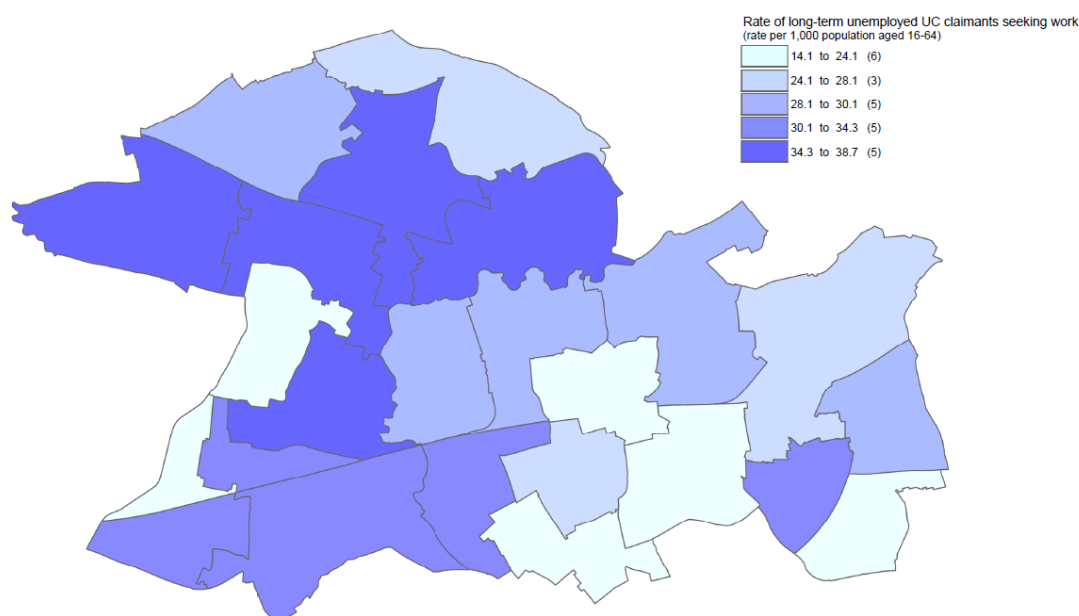 Rate of long-term unemployed UC claimants seeking work
(rate per 1,000 population aged 16-64)
14.1 to 24.1 (6)
24.1 to 28.1 (3)
28.1 to 30.1 (5)
30.1 to 34.3 (5)
34.3 to 38.7 (5)